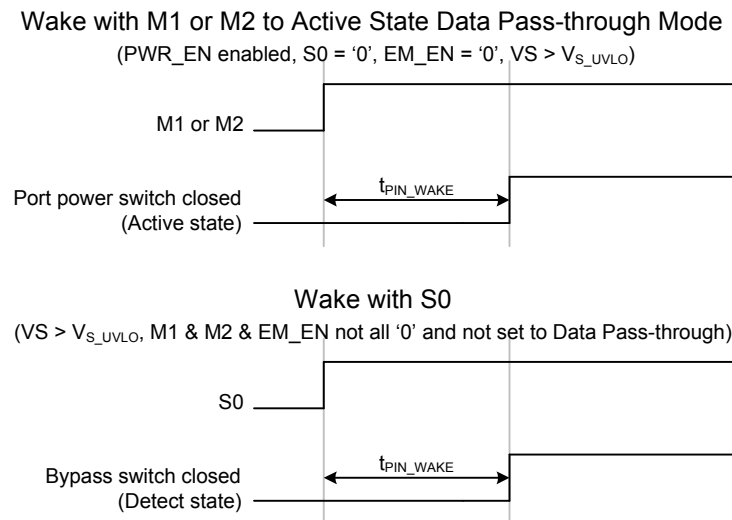 Wake with M1 or M2 to Active State Data Pass-through Mode
(PWR_EN enabled, S0 = ‘0’, EM_EN = ‘0’, VS > VS_UVLO)
M1 or M2
Port power switch closed
(Active state)
tPIN_WAKE
Wake with S0
(VS > VS_UVLO, M1 & M2 & EM_EN not all ‘0’ and not set to Data Pass-through)
S0
Bypass switch closed
(Detect state)
tPIN_WAKE